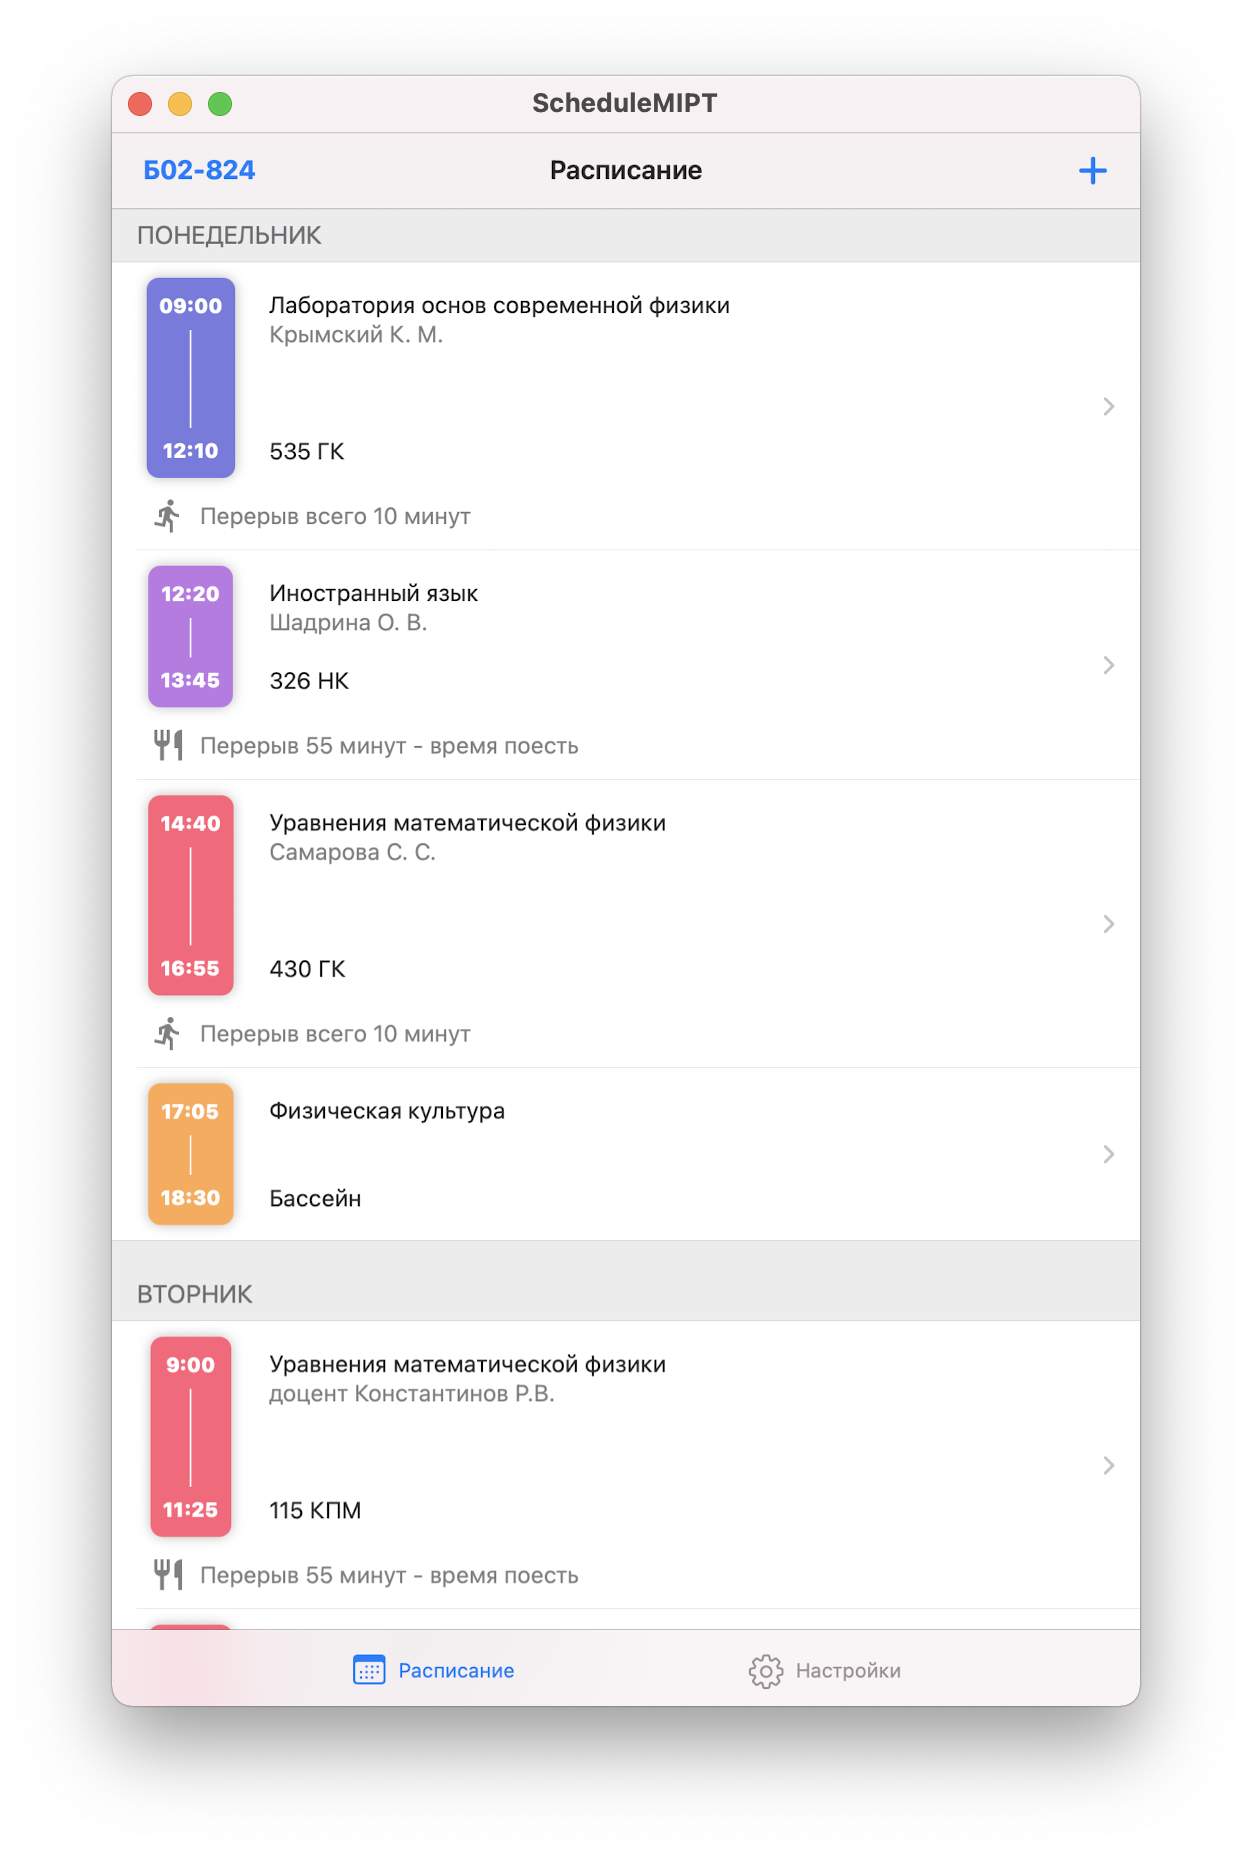 ScheduleMIPT
Б02-824
Расписание
ПОНЕДЕЛЬНИК
09:00
Лаборатория основ современной физики
Крымский К. М.
12:10
535 ГК
Перерыв всего 10 минут
12:20
Иностранный язык
Шадрина О. В.
13:45
326 НК
Перерыв 55 минут - время поесть
14:40
Уравнения математической физики
Самарова С. С.
16:55
430 ГК
Перерыв всего 10 минут
17:05
Физическая культура
18:30
Бассейн
ВТОРНИК
9:00
Уравнения математической физики
доцент Константинов Р.В.
11:25
115 КПМ
Перерыв 55 минут - время поесть
Расписание
Настройки